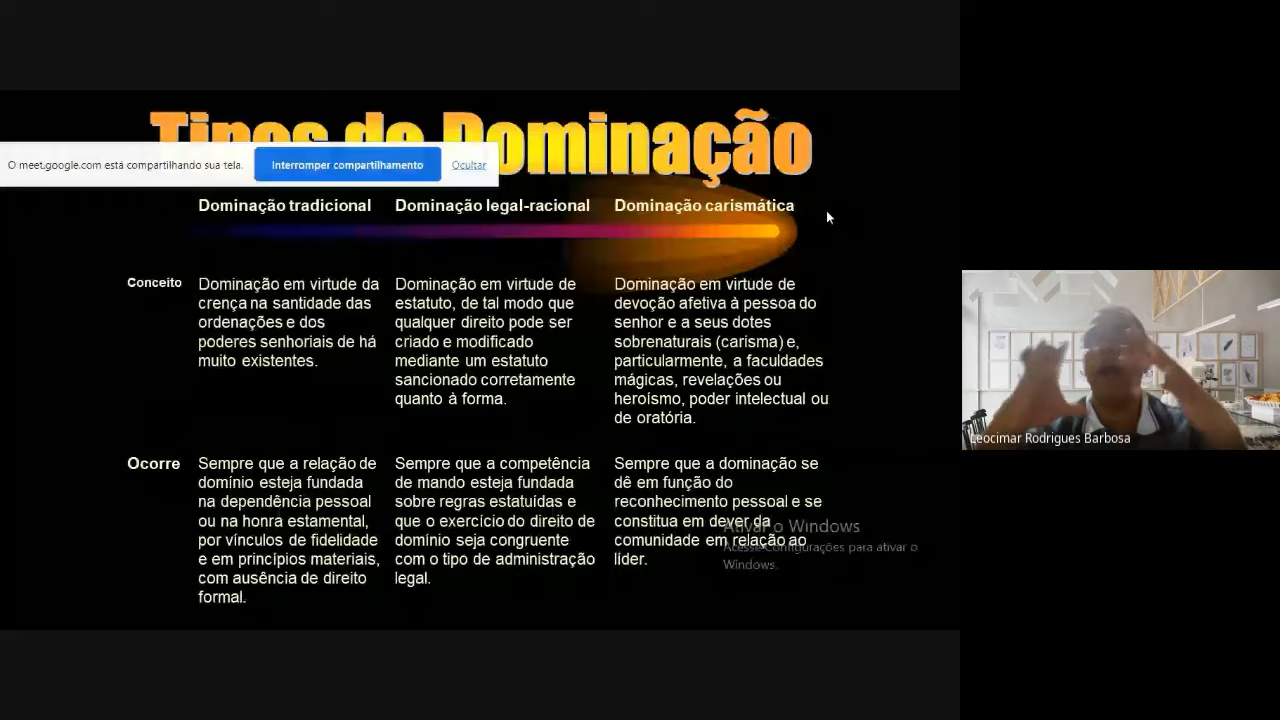 Tipos de Dominação
O meet.google.com está compartilhando sua tela.
Interromper compartilhamento
Ocultar
Dominação tradicional
Dominação legal-racional
Dominação carismática
Conceito
Dominação em virtude da
crença na santidade das
ordenações e dos
poderes senhoriais de há
muito existentes.
Dominação em virtude de
estatuto, de tal modo que
qualquer direito pode ser
criado e modificado
mediante um estatuto
sancionado corretamente
quanto à forma.
Dominação em virtude de
devoção afetiva à pessoa do
senhor e a seus dotes
sobrenaturais (carisma) e,
particularmente, a faculdades
mágicas, revelações ou
heroísmo, poder intelectual ou
de oratória.
Ocorre
Sempre que a relação de
domínio esteja fundada
na dependência pessoal
ou na honra estamental,
por vínculos de fidelidade
e em princípios materiais,
com ausência de direito
formal.
Sempre que a competência
de mando esteja fundada
sobre regras estatuídas e
que o exercício do direito de
domínio seja congruente
com o tipo de administração
legal.
Sempre que a dominação se
dê em função do
reconhecimento pessoal e se
constitua em dever da
comunidade em relação ao
líder.
Ativar o Windows
Acesse Configurações para ativar o
Windows.
Leocimar Rodrigues Barbosa